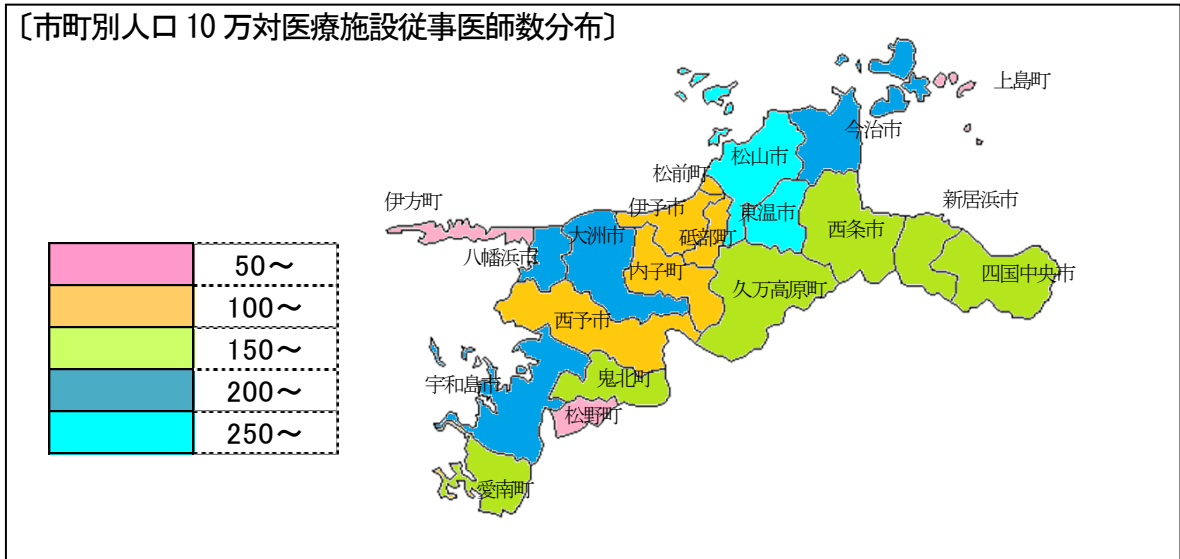 〔市町別人口10万対医療施設従事医師数分布〕
上島町
今治市
松山市
松前町
新居浜市
伊方町
伊予市
東温市
大洲市
砥部町
西条市
八幡浜市
内子町
四国中央市
久万高原町
50～
100～
150～
200～
250～
西予市
鬼北町
宇和島市
松野町
愛南町